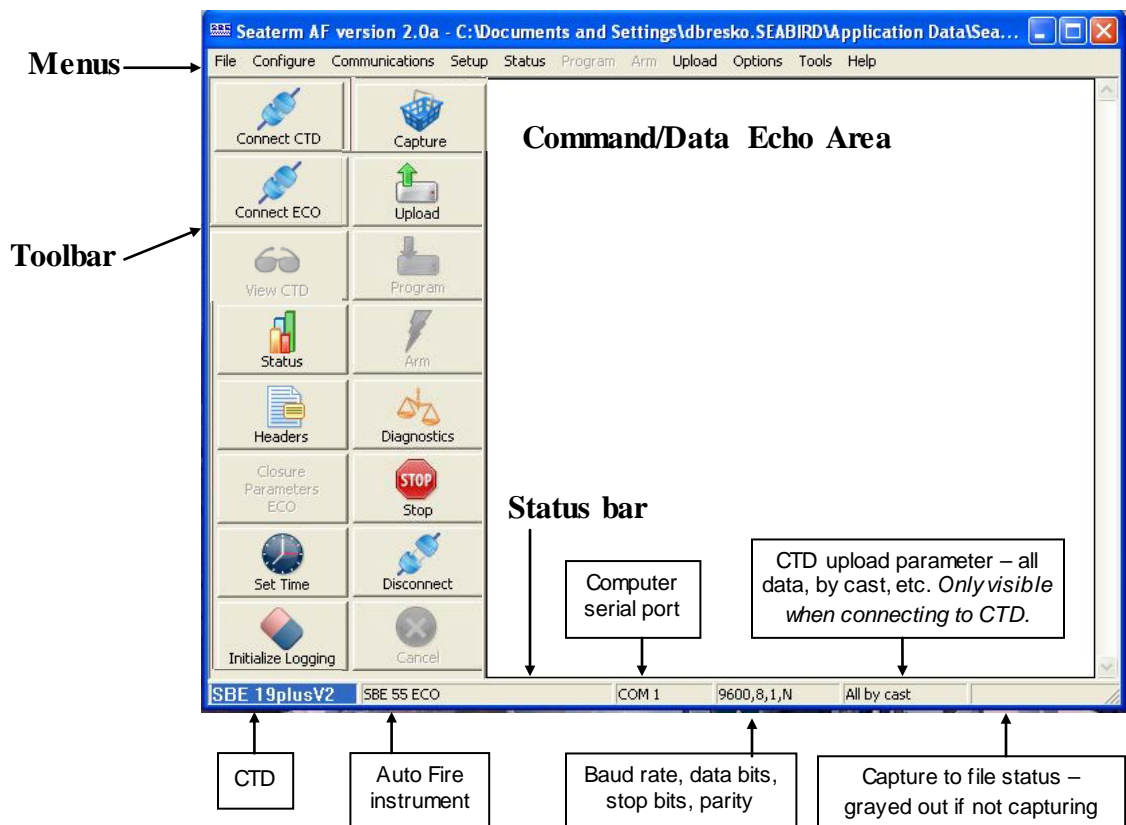 Seaterm AF version 2.0a - C:\Documents and Settings\dbresko.SEABIRD\Application Data\Sea...
Menus
File Configure Communications Setup Status Program Arm Upload Options Tools Help
Connect CTD
Capture
Command/Data Echo Area
Connect ECO
Upload
Toolbar
View CTD
Program
Status
Arm
Headers
Diagnostics
Closure
Parameters
ECO
STOP
Stop
Status bar
Set Time
Disconnect
Computer
serial port
CTD upload parameter – all
data, by cast, etc. Only visible
when connecting to CTD.
Initialize Logging
Cancel
SBE 19plusV2
SBE 55 ECO
COM 1
9600,8,1,N
All by cast
CTD
Auto Fire
instrument
Baud rate, data bits,
stop bits, parity
Capture to file status –
grayed out if not capturing